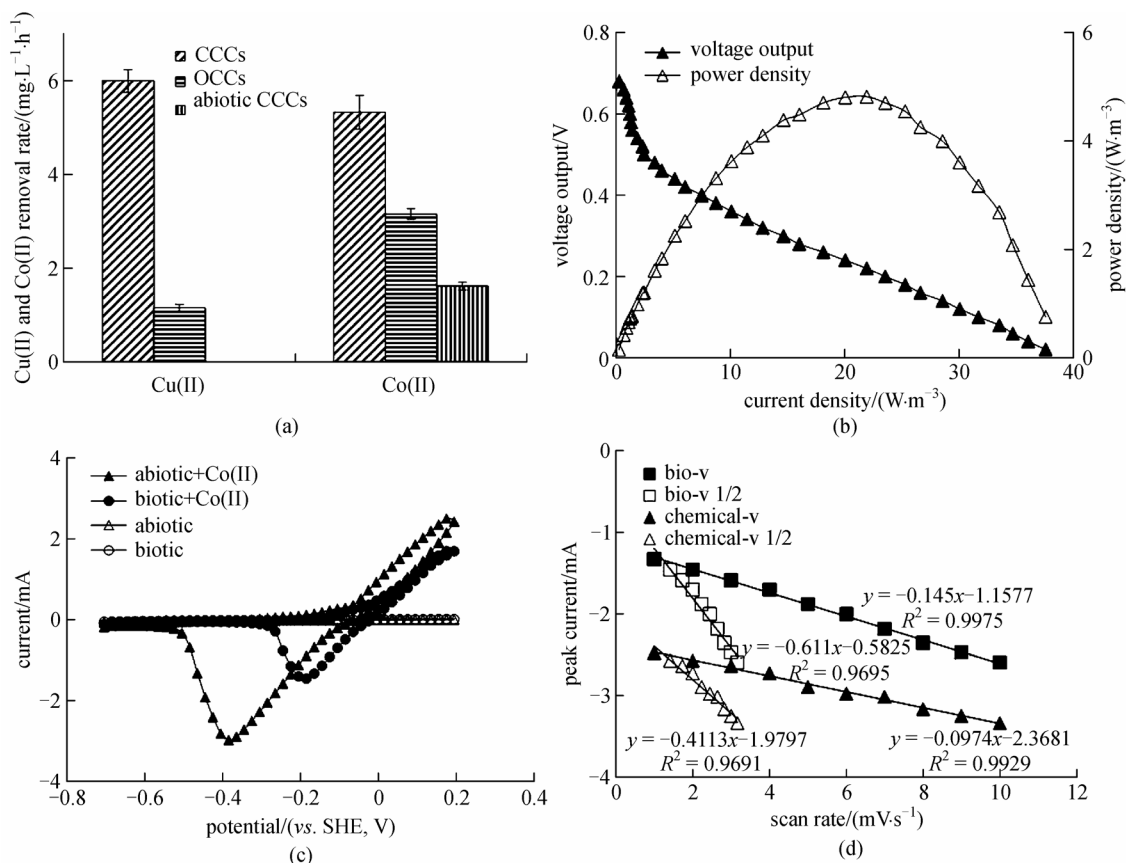 Cu(II) and Co(II) removal rate/(mg·L⁻¹·h⁻¹)
6
4
2
0
CCCs
OCCs
abiotic CCCs
Cu(II)
Co(II)
(a)
voltage output/V
0.8
0.6
0.4
0.2
0
voltage output
power density
6
4
2
0
power density/(W·m⁻³)
0
10
20
30
40
current density/(W·m⁻³)
(b)
current/mA
4
2
0
−2
−4
abiotic+Co(II)
biotic+Co(II)
abiotic
biotic
−0.8
−0.6
−0.4
−0.2
0
0.2
0.4
potential/(vs. SHE, V)
(c)
peak current/mA
0
−1
−2
−3
−4
bio-v
bio-v 1/2
chemical-v
chemical-v 1/2
y = −0.145x−1.1577
R² = 0.9975
y = −0.611x−0.5825
R² = 0.9695
y = −0.4113x−1.9797
R² = 0.9691
y = −0.0974x−2.3681
R² = 0.9929
0
2
4
6
8
10
12
scan rate/(mV·s⁻¹)
(d)